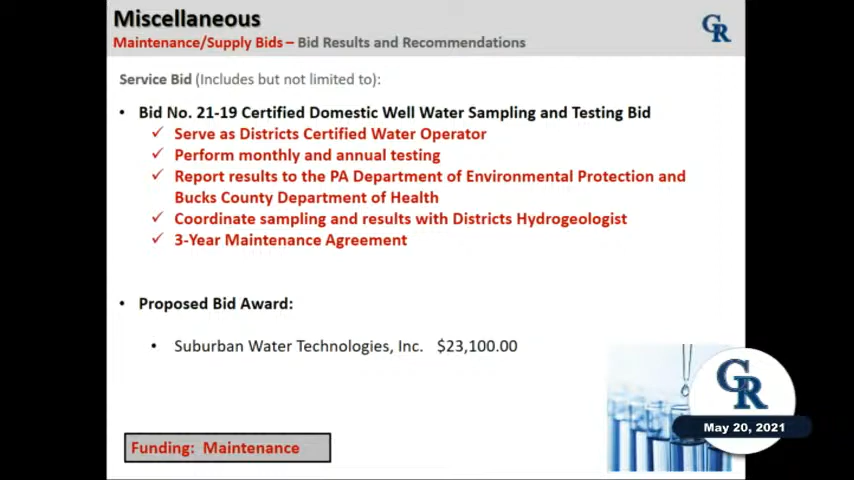 Miscellaneous
Maintenance/Supply Bids – Bid Results and Recommendations
GR
Service Bid (Includes but not limited to):
• Bid No. 21-19 Certified Domestic Well Water Sampling and Testing Bid
✓ Serve as Districts Certified Water Operator
✓ Perform monthly and annual testing
✓ Report results to the PA Department of Environmental Protection and
Bucks County Department of Health
✓ Coordinate sampling and results with Districts Hydrogeologist
✓ 3-Year Maintenance Agreement
• Proposed Bid Award:
• Suburban Water Technologies, Inc. $23,100.00
GR
May 20, 2021
Funding: Maintenance